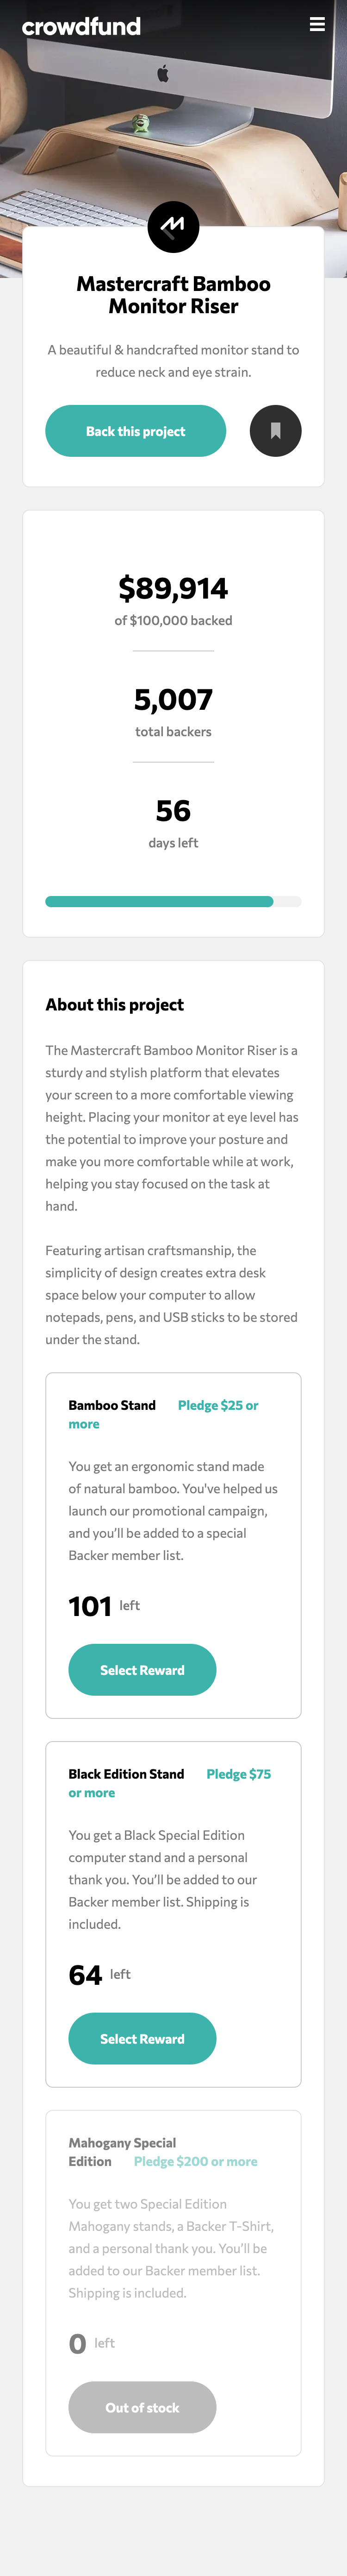 crowdfund
Mastercraft Bamboo
Monitor Riser
A beautiful & handcrafted monitor stand to
reduce neck and eye strain.
Back this project
$89,914
of $100,000 backed
5,007
total backers
56
days left
About this project
The Mastercraft Bamboo Monitor Riser is a
sturdy and stylish platform that elevates
your screen to a more comfortable viewing
height. Placing your monitor at eye level has
the potential to improve your posture and
make you more comfortable while at work,
helping you stay focused on the task at
hand.
Featuring artisan craftsmanship, the
simplicity of design creates extra desk
space below your computer to allow
notepads, pens, and USB sticks to be stored
under the stand.
Bamboo Stand Pledge $25 or
more
You get an ergonomic stand made
of natural bamboo. You've helped us
launch our promotional campaign,
and you’ll be added to a special
Backer member list.
101 left
Select Reward
Black Edition Stand Pledge $75
or more
You get a Black Special Edition
computer stand and a personal
thank you. You’ll be added to our
Backer member list. Shipping is
included.
64 left
Select Reward
Mahogany Special
Edition Pledge $200 or more
You get two Special Edition
Mahogany stands, a Backer T-Shirt,
and a personal thank you. You’ll be
added to our Backer member list.
Shipping is included.
0 left
Out of stock